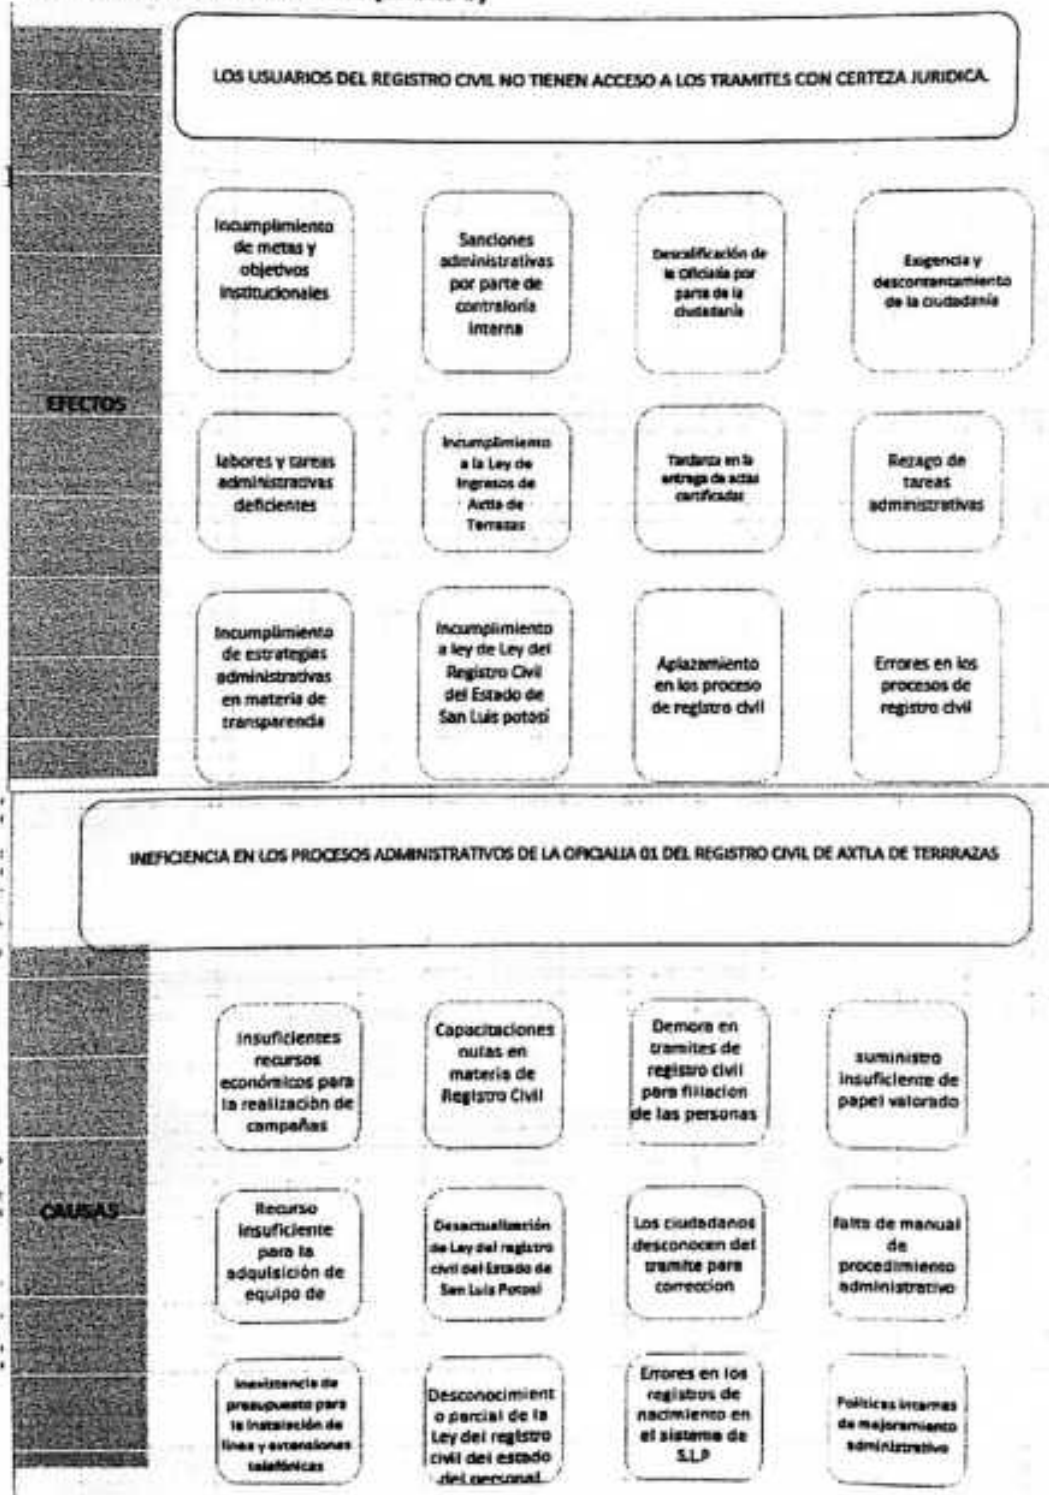 LOS USUARIOS DEL REGISTRO CIVIL NO TIENEN ACCESO A LOS TRAMITES CON CERTEZA JURIDICA.
Incumplimiento
de metas y
objetivos
institucionales
Sanciones
administrativas
por parte de
contraloria
interna
Descalificación de
la Oficialía por
parte de la
ciudadanía
Exigencia y
descontentamiento
de la ciudadanía
EFECTOS
labores y tareas
administrativas
deficientes
Incumplimiento
a la Ley de
Ingresos de
Axtla de
Terrazas
Tardanza en la
entrega de actas
certificadas
Rezago de
tareas
administrativas
Incumplimiento
de estrategias
administrativas
en materia de
transparencia
Incumplimiento
a ley de Ley del
Registro Civil
del Estado de
San Luis potosí
Aplazamiento
en los proceso
de registro civil
Errores en los
procesos de
registro civil
INEFICIENCIA EN LOS PROCESOS ADMINISTRATIVOS DE LA OFICIALIA 01 DEL REGISTRO CIVIL DE AXTLA DE TERRRAZAS
Insuficientes
recursos
económicos para
la realización de
campañas
Capacitaciones
nulas en
materia de
Registro Civil
Demora en
tramites de
registro civil
para filiacion
de las personas
suministro
insuficiente de
papel valorado
CAUSAS
Recurso
insuficiente
para la
adquisición de
equipo de
Desactualización
de Ley del registro
civil del Estado de
San Luis Potosí
Los ciudadanos
desconocen del
tramite para
correccion
falta de manual
de
procedimiento
administrativo
Inexistencia de
presupuesto para
la instalación de
línea y extensiones
telefónicas
Desconocimient
o parcial de la
Ley del registro
civil del estado
del personal
Errores en los
registros de
nacimiento en
el sistema de
S.L.P
Políticas internas
de mejoramiento
administrativo